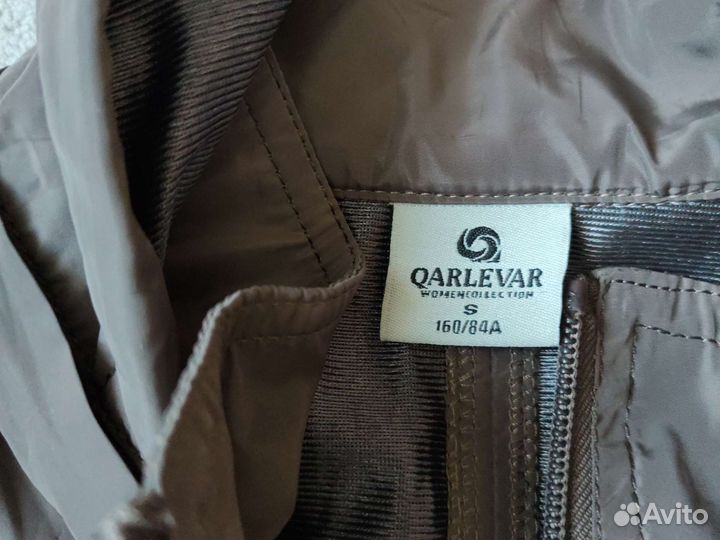 QARLEVAR
WOMENCOLLECTION
S
160/84A
Avito